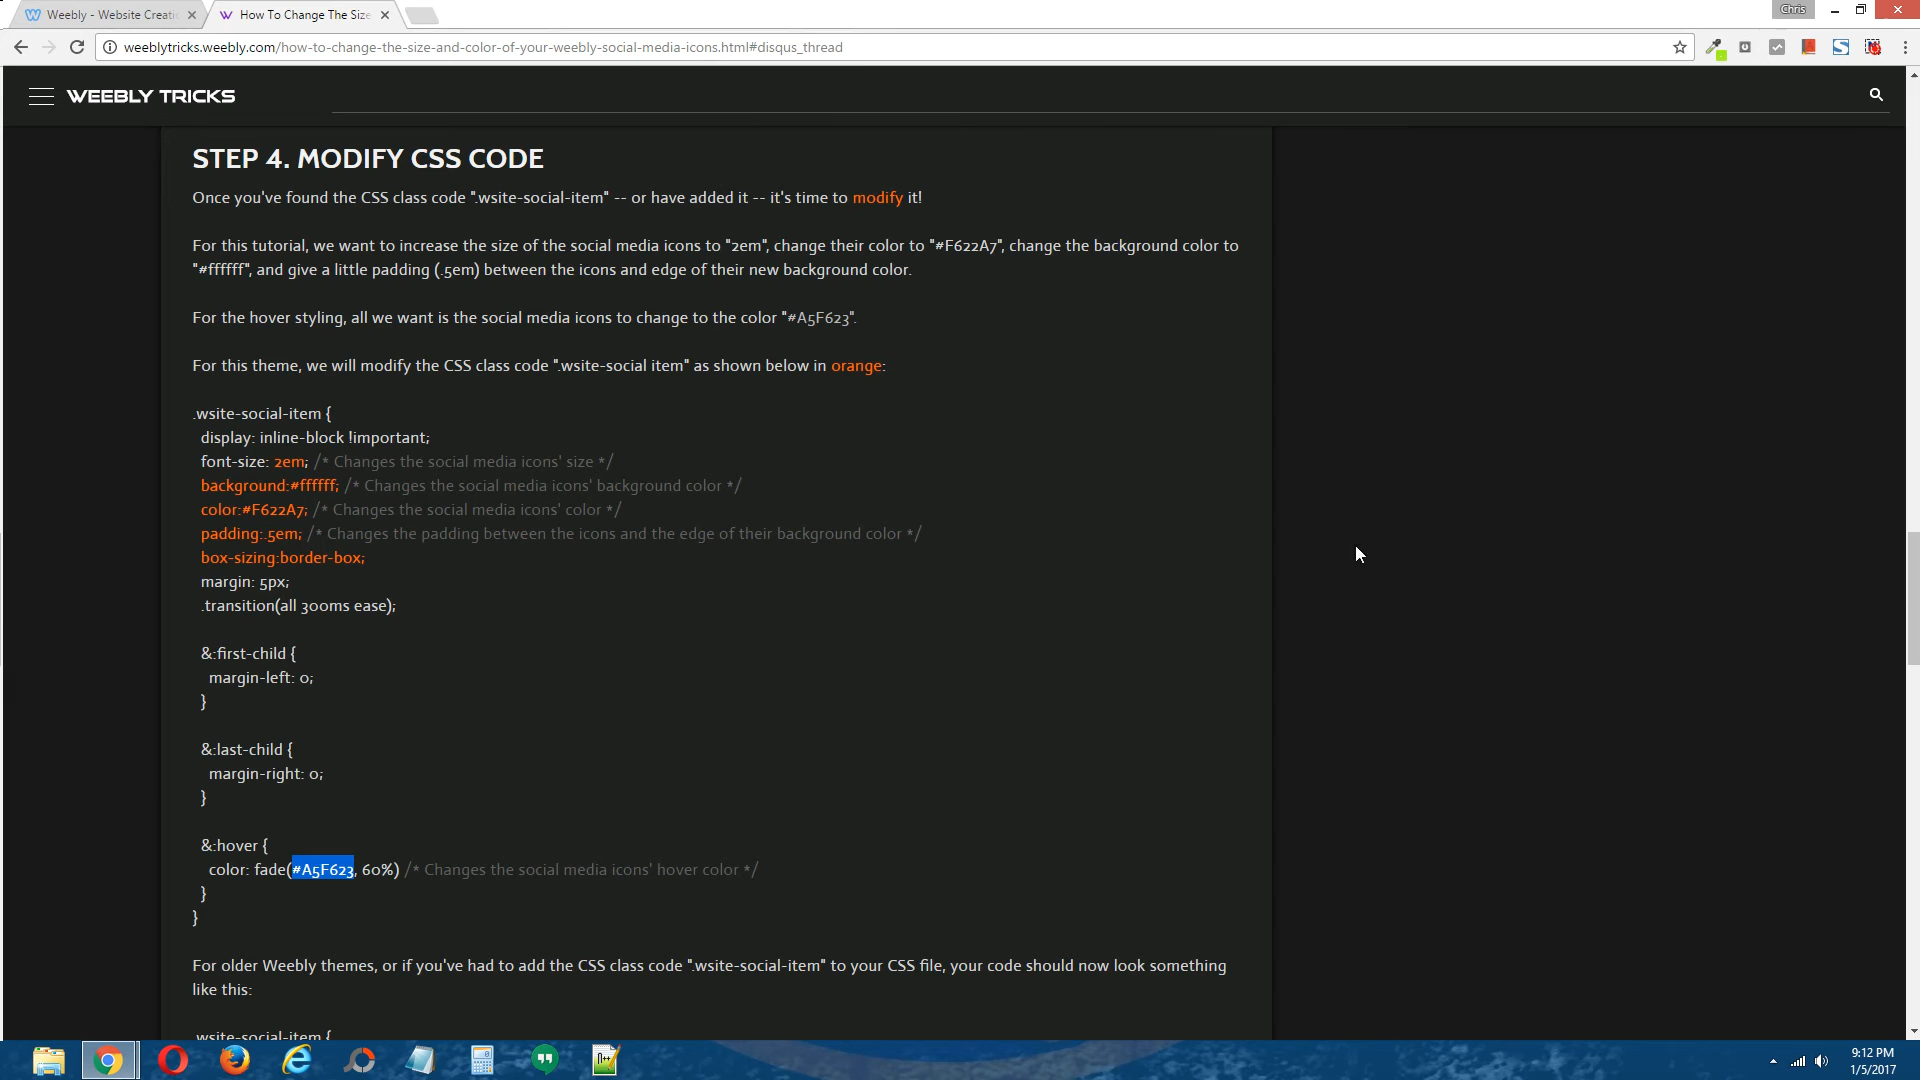 Weebly - Website Creati
How To Change The Size
Chris
weeblytricks.weebly.com/how-to-change-the-size-and-color-of-your-weebly-social-media-icons.html#disqus_thread
WEEBLY TRICKS
STEP 4. MODIFY CSS CODE
Once you've found the CSS class code ".wsite-social-item" -- or have added it -- it's time to modify it!
For this tutorial, we want to increase the size of the social media icons to "2em", change their color to "#F622A7", change the background color to
"#ffffff", and give a little padding (.5em) between the icons and edge of their new background color.
For the hover styling, all we want is the social media icons to change to the color "#A5F623".
For this theme, we will modify the CSS class code ".wsite-social item" as shown below in orange:
.wsite-social-item {
display: inline-block !important;
font-size: 2em; /* Changes the social media icons' size */
background:#ffffff; /* Changes the social media icons' background color */
color:#F622A7; /* Changes the social media icons' color */
padding:.5em; /* Changes the padding between the icons and the edge of their background color */
box-sizing:border-box;
margin: 5px;
.transition(all 300ms ease);
&:first-child {
margin-left: 0;
}
&:last-child {
margin-right: 0;
}
&:hover {
color: fade(#A5F623, 60%) /* Changes the social media icons' hover color */
}
}
For older Weebly themes, or if you've had to add the CSS class code ".wsite-social-item" to your CSS file, your code should now look something
like this:
.wsite-social-item {
9:12 PM
1/5/2017